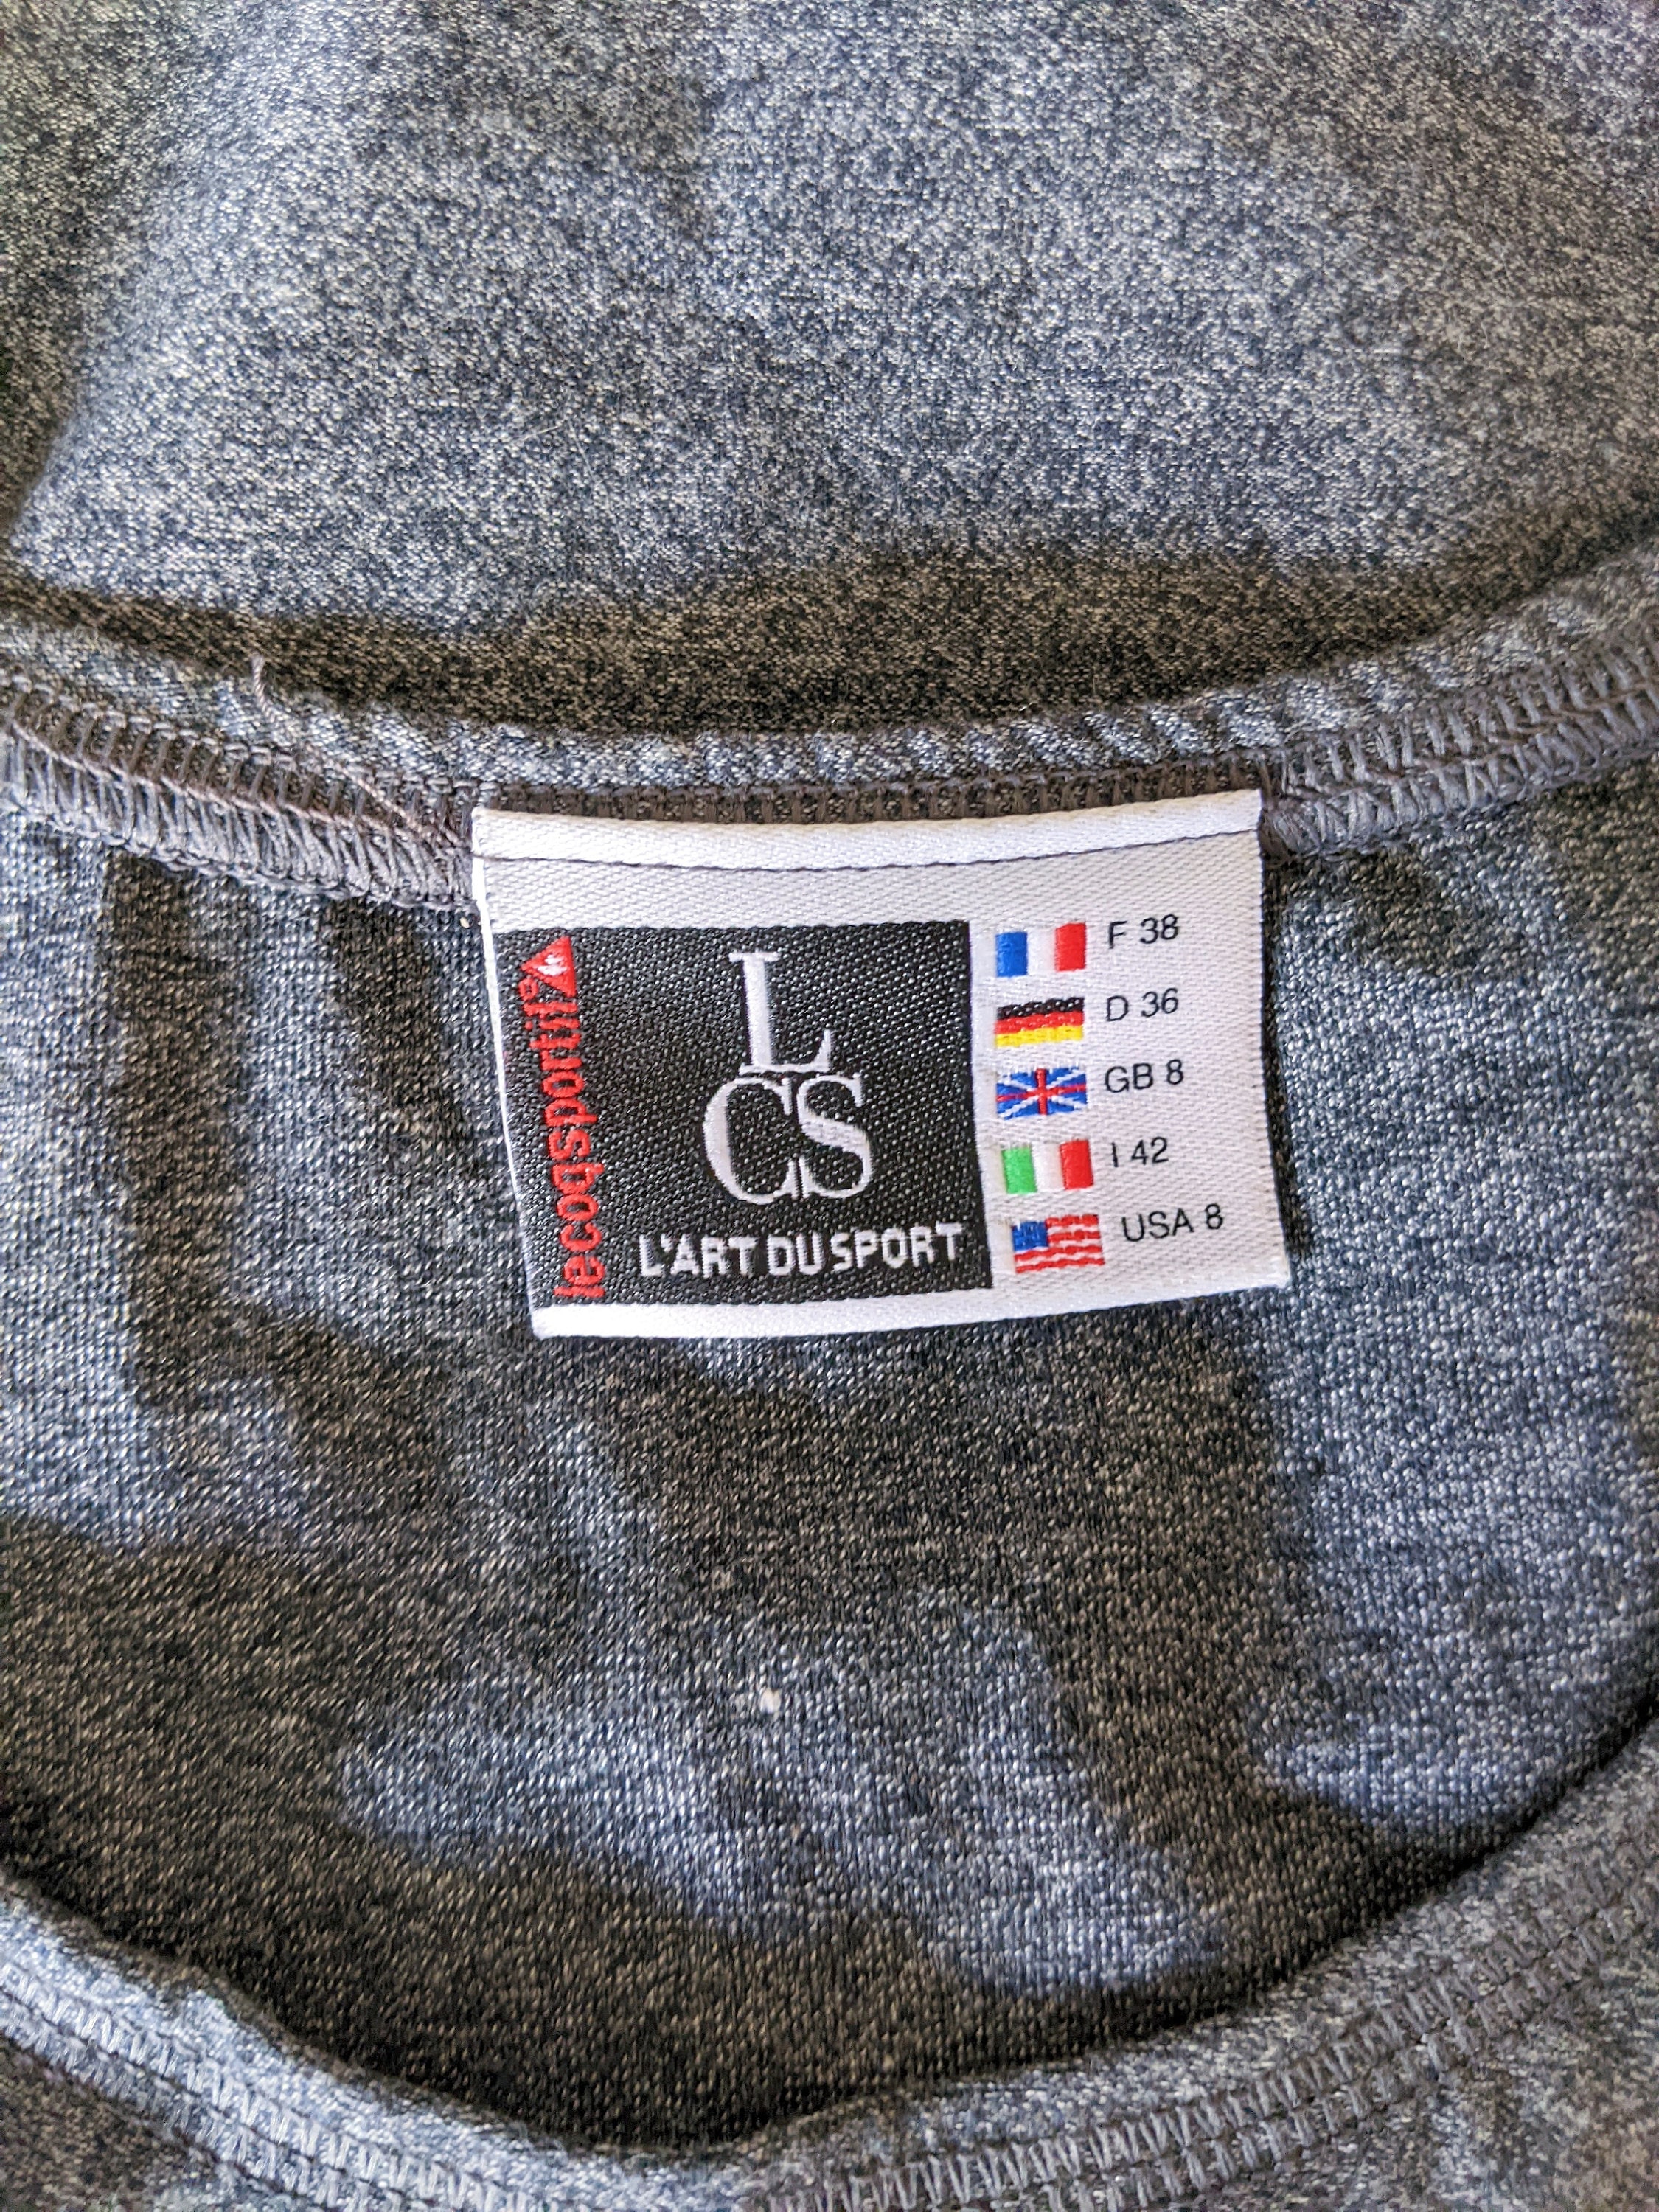 lecoqsportif
L
CS
L'ART DU SPORT
F 38
D 36
GB 8
I 42
USA 8